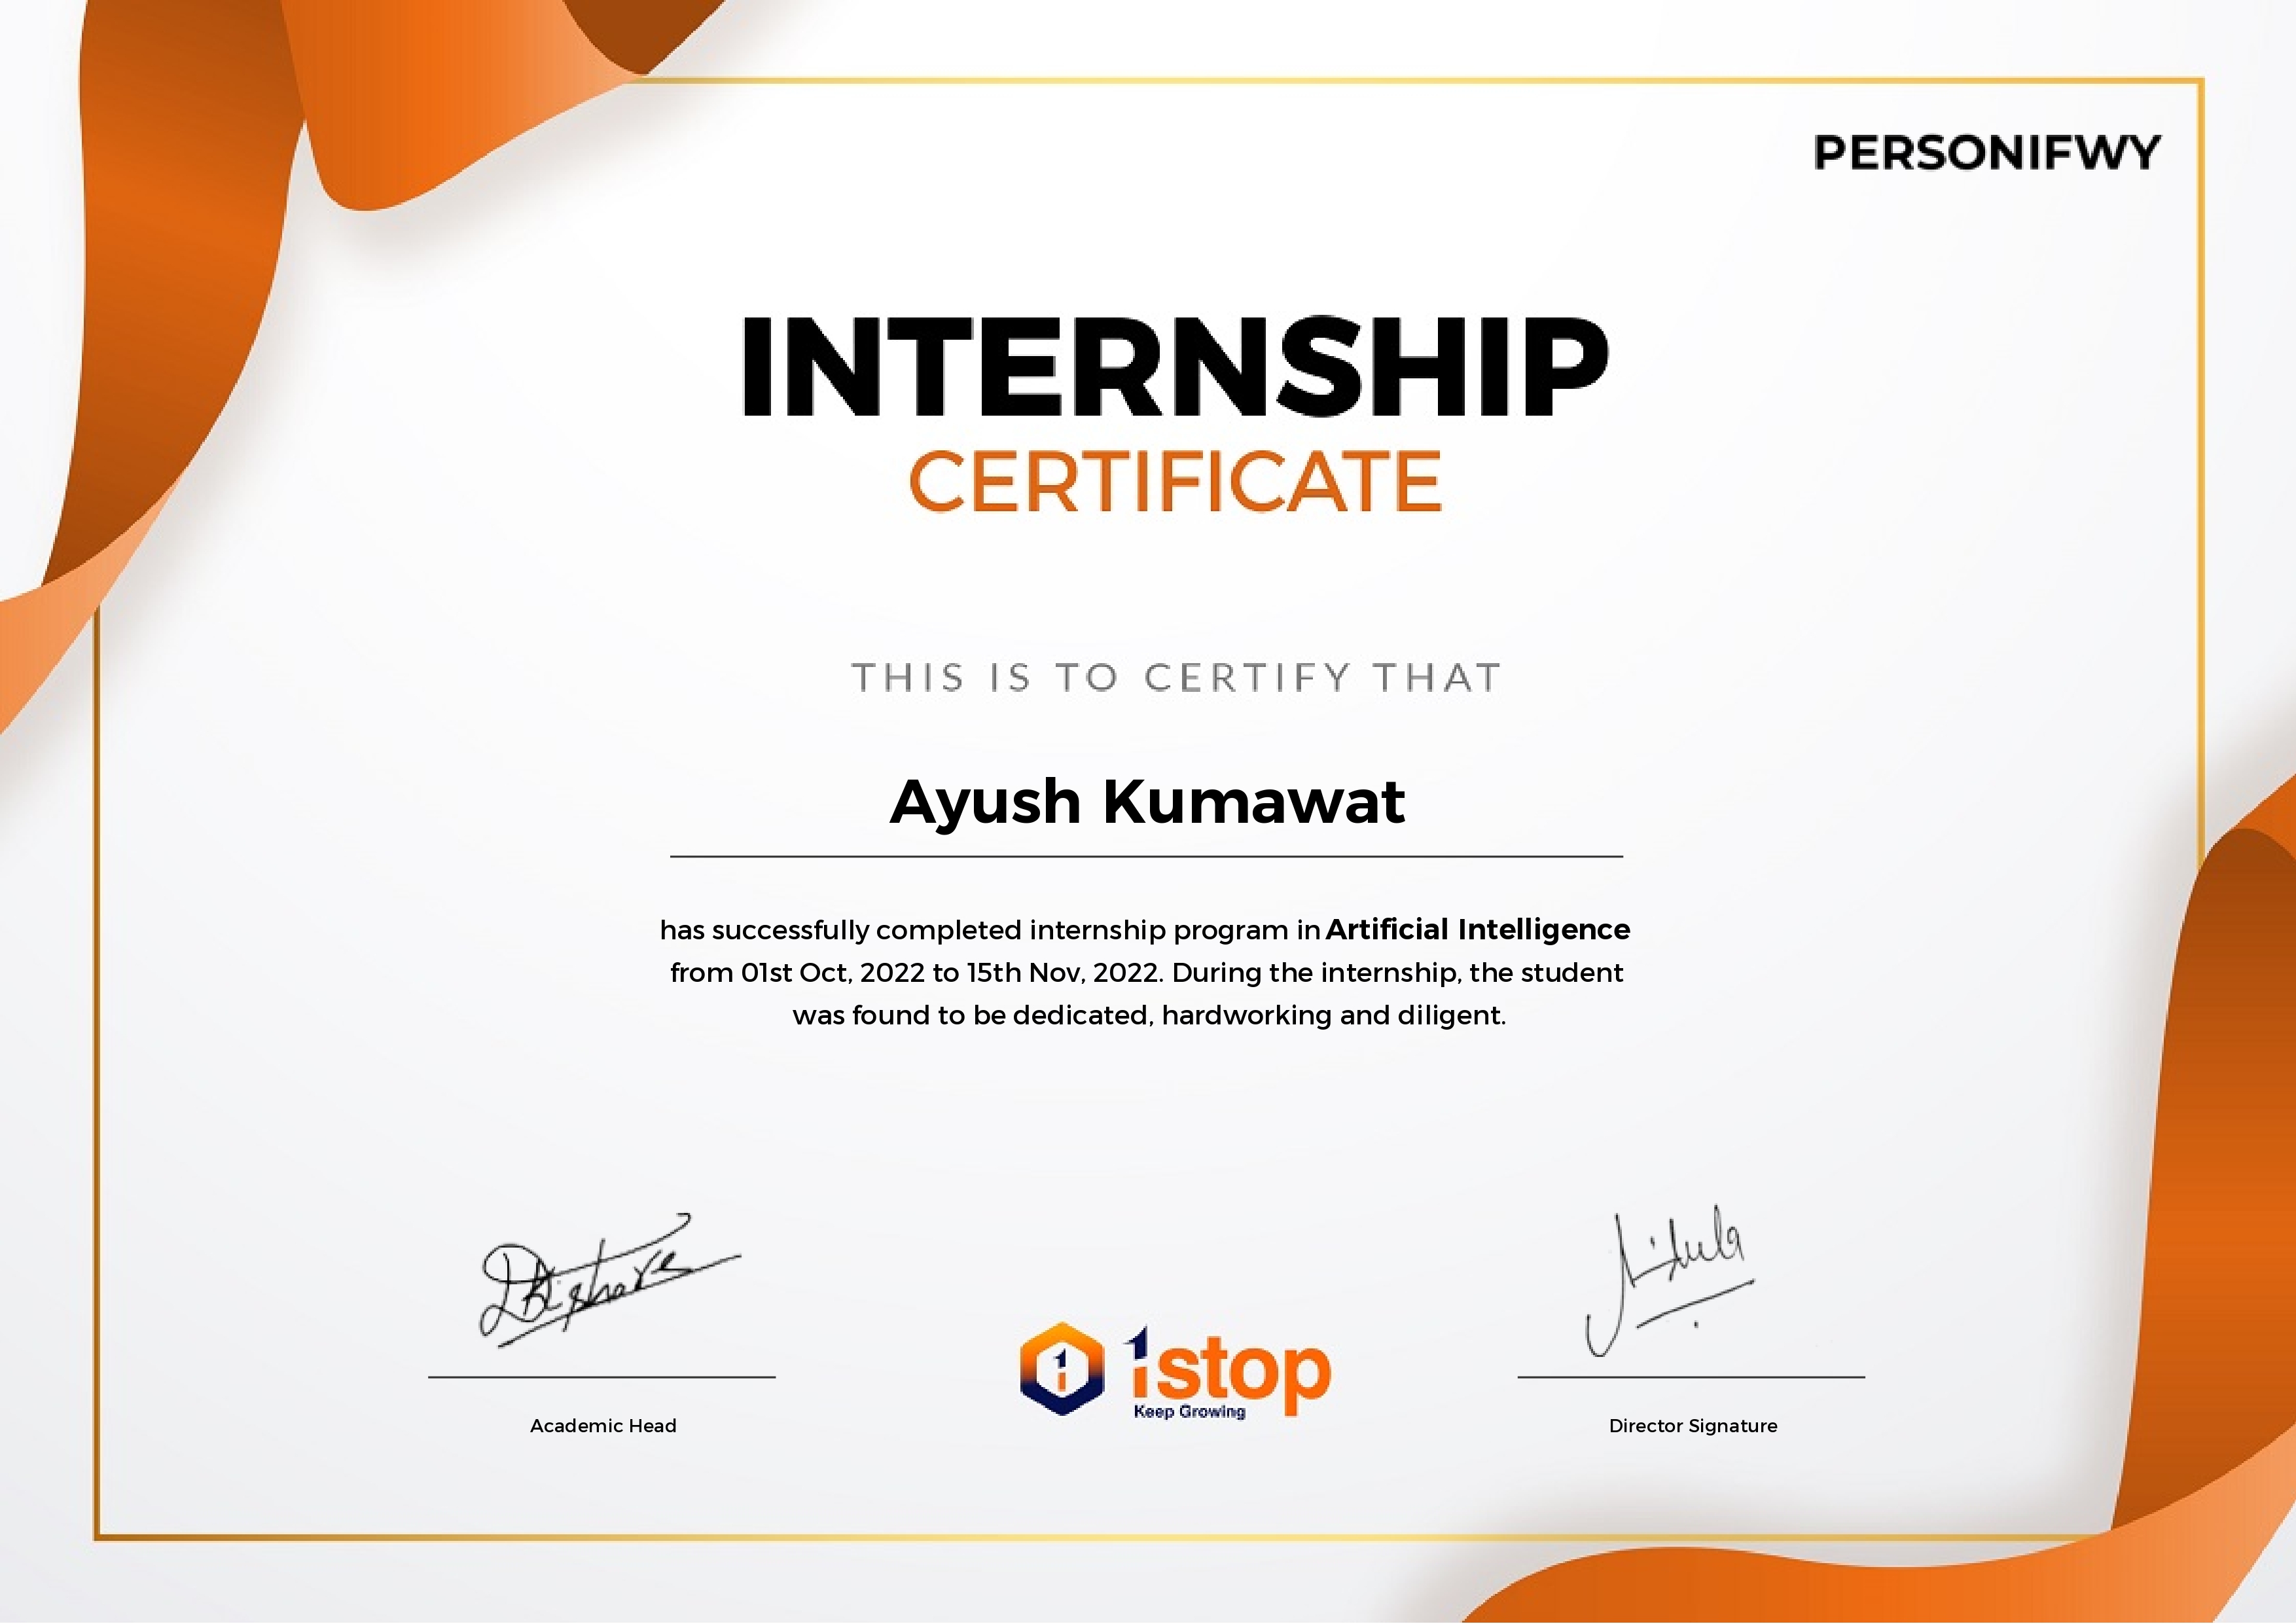 PERSONIFWY
INTERNSHIP
CERTIFICATE
THIS IS TO CERTIFY THAT
Ayush Kumawat
has successfully completed internship program in Artificial Intelligence
from 01st Oct, 2022 to 15th Nov, 2022. During the internship, the student
was found to be dedicated, hardworking and diligent.
1stop
Keep Growing
Academic Head
Director Signature